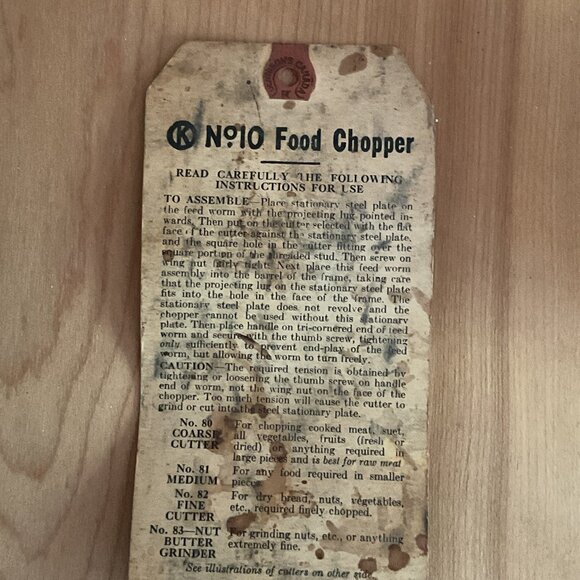 JOHNSON'S CANADA
K No10 Food Chopper
READ CAREFULLY THE FOLLOWING
INSTRUCTIONS FOR USE
TO ASSEMBLE—Place stationary steel plate on
the feed worm with the projecting lug pointed in-
wards. Then put on the cutter selected with the flat
face of the cutter against the stationary steel plate,
and the square hole in the cutter fitting over the
square portion of the threaded stud. Then screw on
wing nut fairly tight. Next place this feed worm
assembly into the barrel of the frame, taking care
that the projecting lug on the stationary steel plate
fits into the hole in the face of the frame. The
stationary steel plate does not revolve and the
chopper cannot be used without this stationary
plate. Then place handle on tri-cornered end of feed
worm and secure with the thumb screw, tightening
only sufficiently to prevent end-play of the feed
worm, but allowing the worm to turn freely.
CAUTION—The required tension is obtained by
tightening or loosening the thumb screw on handle
end of worm, not the wing nut on the face of the
chopper. Too much tension will cause the cutter to
grind or cut into the steel stationary plate.
No. 80 COARSE CUTTER
For chopping cooked meat, suet,
all vegetables, fruits (fresh or
dried) or anything required in
large pieces and is best for raw meat
No. 81 MEDIUM
For any food required in smaller
pieces
No. 82 FINE CUTTER
For dry bread, nuts, vegetables,
etc., required finely chopped.
No. 83—NUT BUTTER GRINDER
For grinding nuts, etc., or anything
extremely fine.
See illustrations of cutters on other side